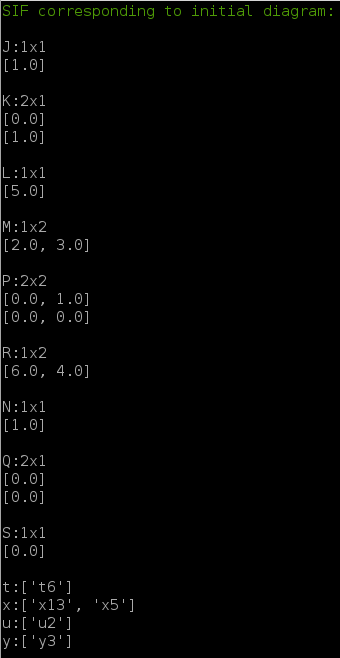 SIF corresponding to initial diagram:
J:1x1
[1.0]
K:2x1
[0.0]
[1.0]
L:1x1
[5.0]
M:1x2
[2.0, 3.0]
P:2x2
[0.0, 1.0]
[0.0, 0.0]
R:1x2
[6.0, 4.0]
N:1x1
[1.0]
Q:2x1
[0.0]
[0.0]
S:1x1
[0.0]
t:['t6']
x:['x13', 'x5']
u:['u2']
y:['y3']